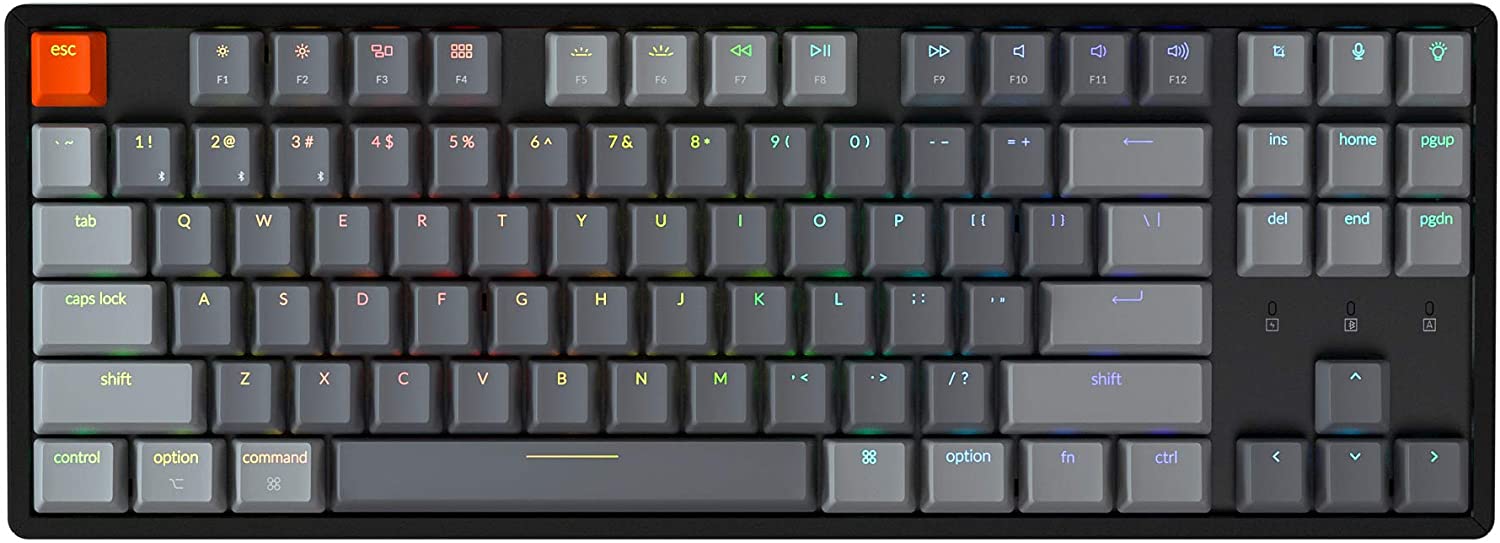 esc F1 F2 F3 F4 F5 F6 F7 F8 F9 F10 F11 F12
` ~ 1 ! 2 @ 3 # 4 $ 5 % 6 ^ 7 & 8 * 9 ( 0 ) - - = + ← ins home pgup
tab Q W E R T Y U I O P [ { ] } \ | del end pgdn
caps lock A S D F G H J K L ; : ' " A
shift Z X C V B N M , < . > / ? shift ^
control option ⌥ command ⌘ ⌘ option fn ctrl < ⌄ >